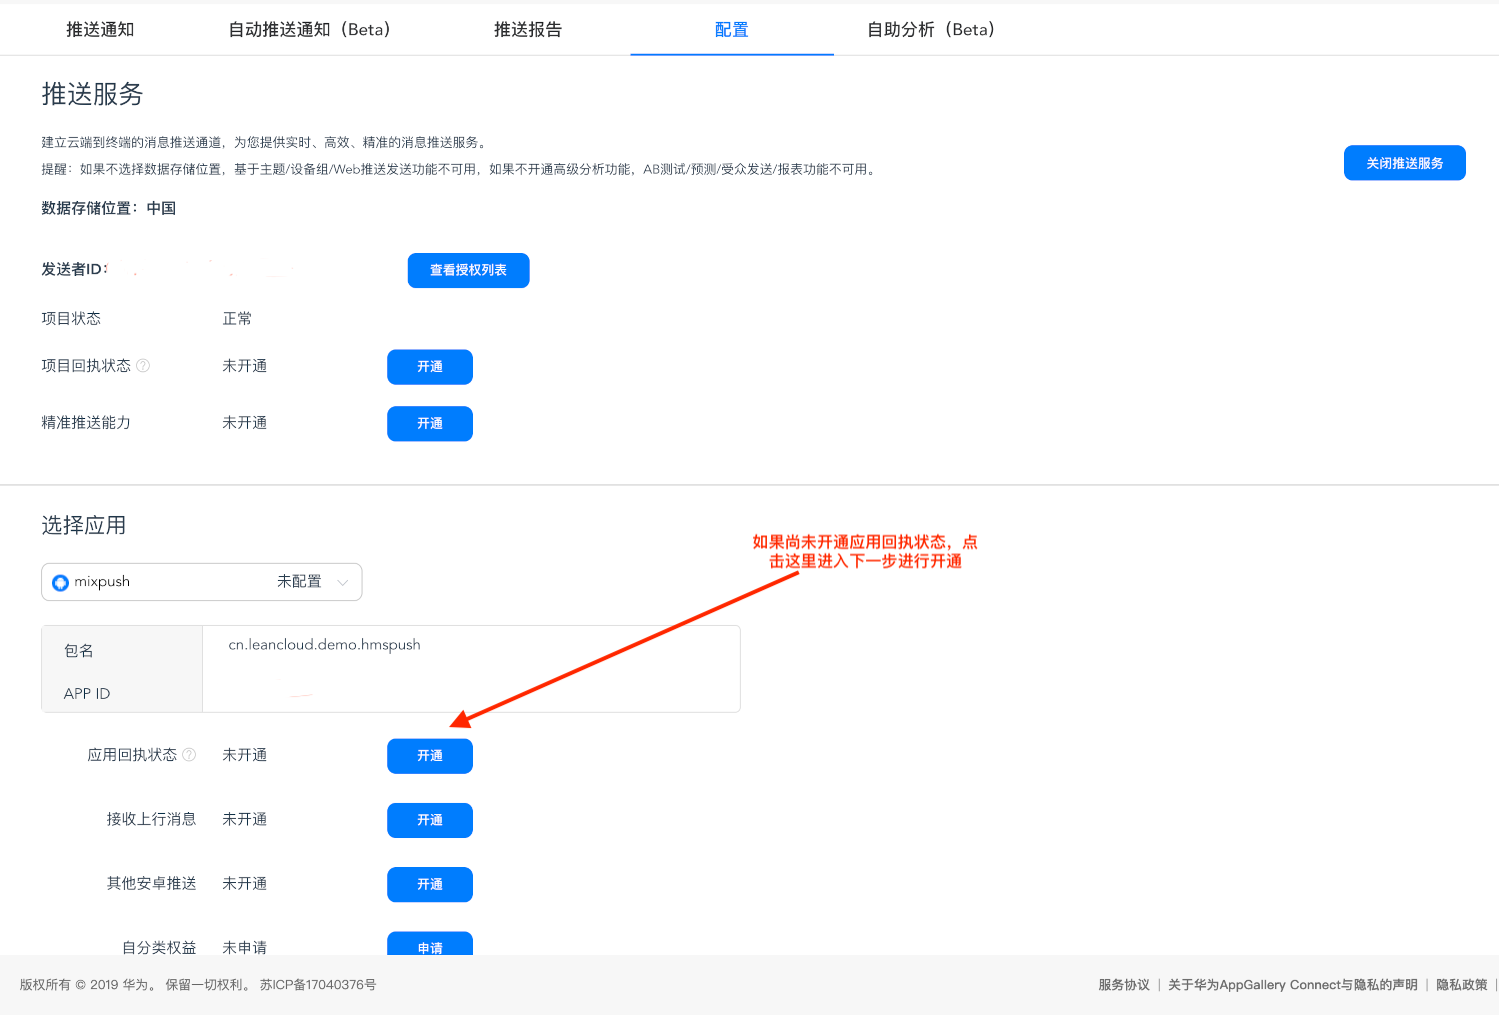 推送通知 自动推送通知（Beta） 推送报告 配置 自助分析（Beta）
推送服务
建立云端到终端的消息推送通道，为您提供实时、高效、精准的消息推送服务。
提醒：如果不选择数据存储位置，基于主题/设备组/Web推送发送功能不可用，如果不开通高级分析功能，AB测试/预测/受众发送/报表功能不可用。
关闭推送服务
数据存储位置：中国
发送者ID： 查看授权列表
项目状态 正常
项目回执状态 ? 未开通 开通
精准推送能力 未开通 开通
选择应用
如果尚未开通应用回执状态，点
击这里进入下一步进行开通
mixpush 未配置
包名 cn.leancloud.demo.hmspush
APP ID
应用回执状态 ? 未开通 开通
接收上行消息 未开通 开通
其他安卓推送 未开通 开通
自分类权益 未申请 申请
版权所有 © 2019 华为。 保留一切权利。 苏ICP备17040376号 服务协议 | 关于华为AppGallery Connect与隐私的声明 | 隐私政策 |